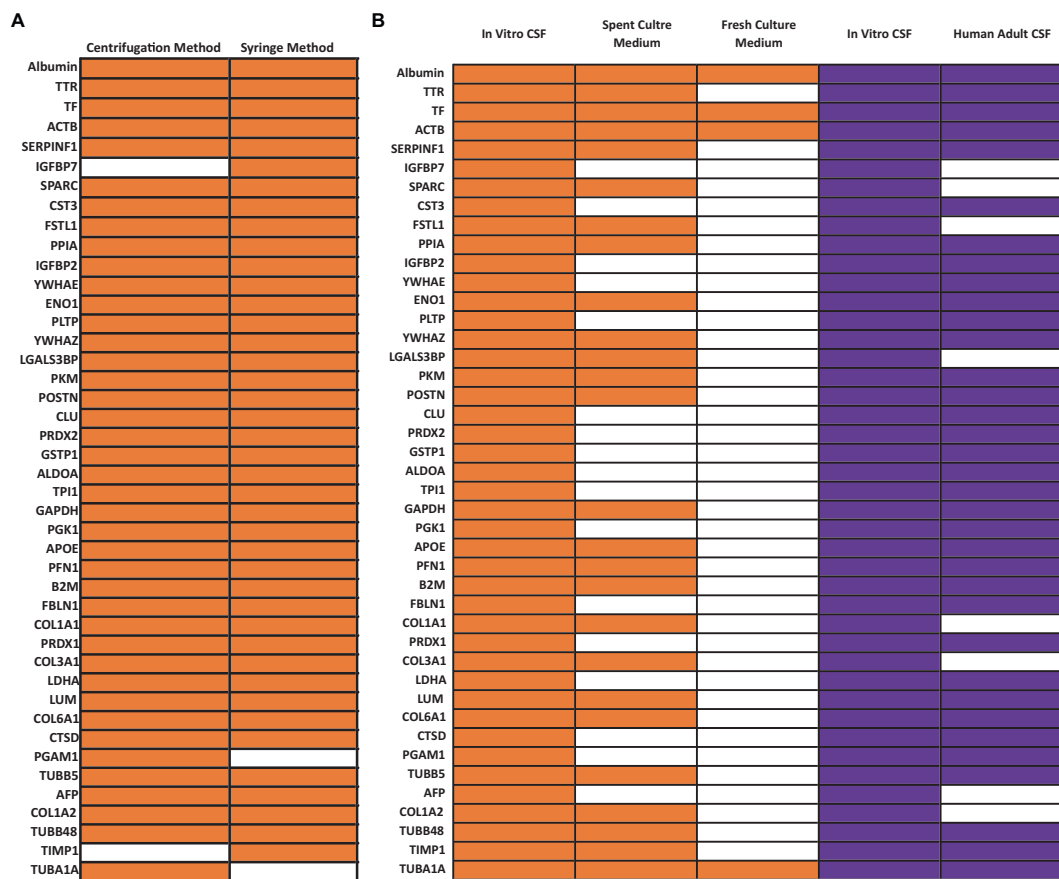 A
Centrifugation Method Syringe Method
Albumin
TTR
TF
ACTB
SERPINF1
IGFBP7
SPARC
CST3
FSTL1
PPIA
IGFBP2
YWHAE
ENO1
PLTP
YWHAZ
LGALS3BP
PKM
POSTN
CLU
PRDX2
GSTP1
ALDOA
TPI1
GAPDH
PGK1
APOE
PFN1
B2M
FBLN1
COL1A1
PRDX1
COL3A1
LDHA
LUM
COL6A1
CTSD
PGAM1
TUBB5
AFP
COL1A2
TUBB48
TIMP1
TUBA1A
B
In Vitro CSF
Spent Cultre
Medium
Fresh Culture
Medium
In Vitro CSF
Human Adult CSF
Albumin
TTR
TF
ACTB
SERPINF1
IGFBP7
SPARC
CST3
FSTL1
PPIA
IGFBP2
YWHAE
ENO1
PLTP
YWHAZ
LGALS3BP
PKM
POSTN
CLU
PRDX2
GSTP1
ALDOA
TPI1
GAPDH
PGK1
APOE
PFN1
B2M
FBLN1
COL1A1
PRDX1
COL3A1
LDHA
LUM
COL6A1
CTSD
PGAM1
TUBB5
AFP
COL1A2
TUBB48
TIMP1
TUBA1A